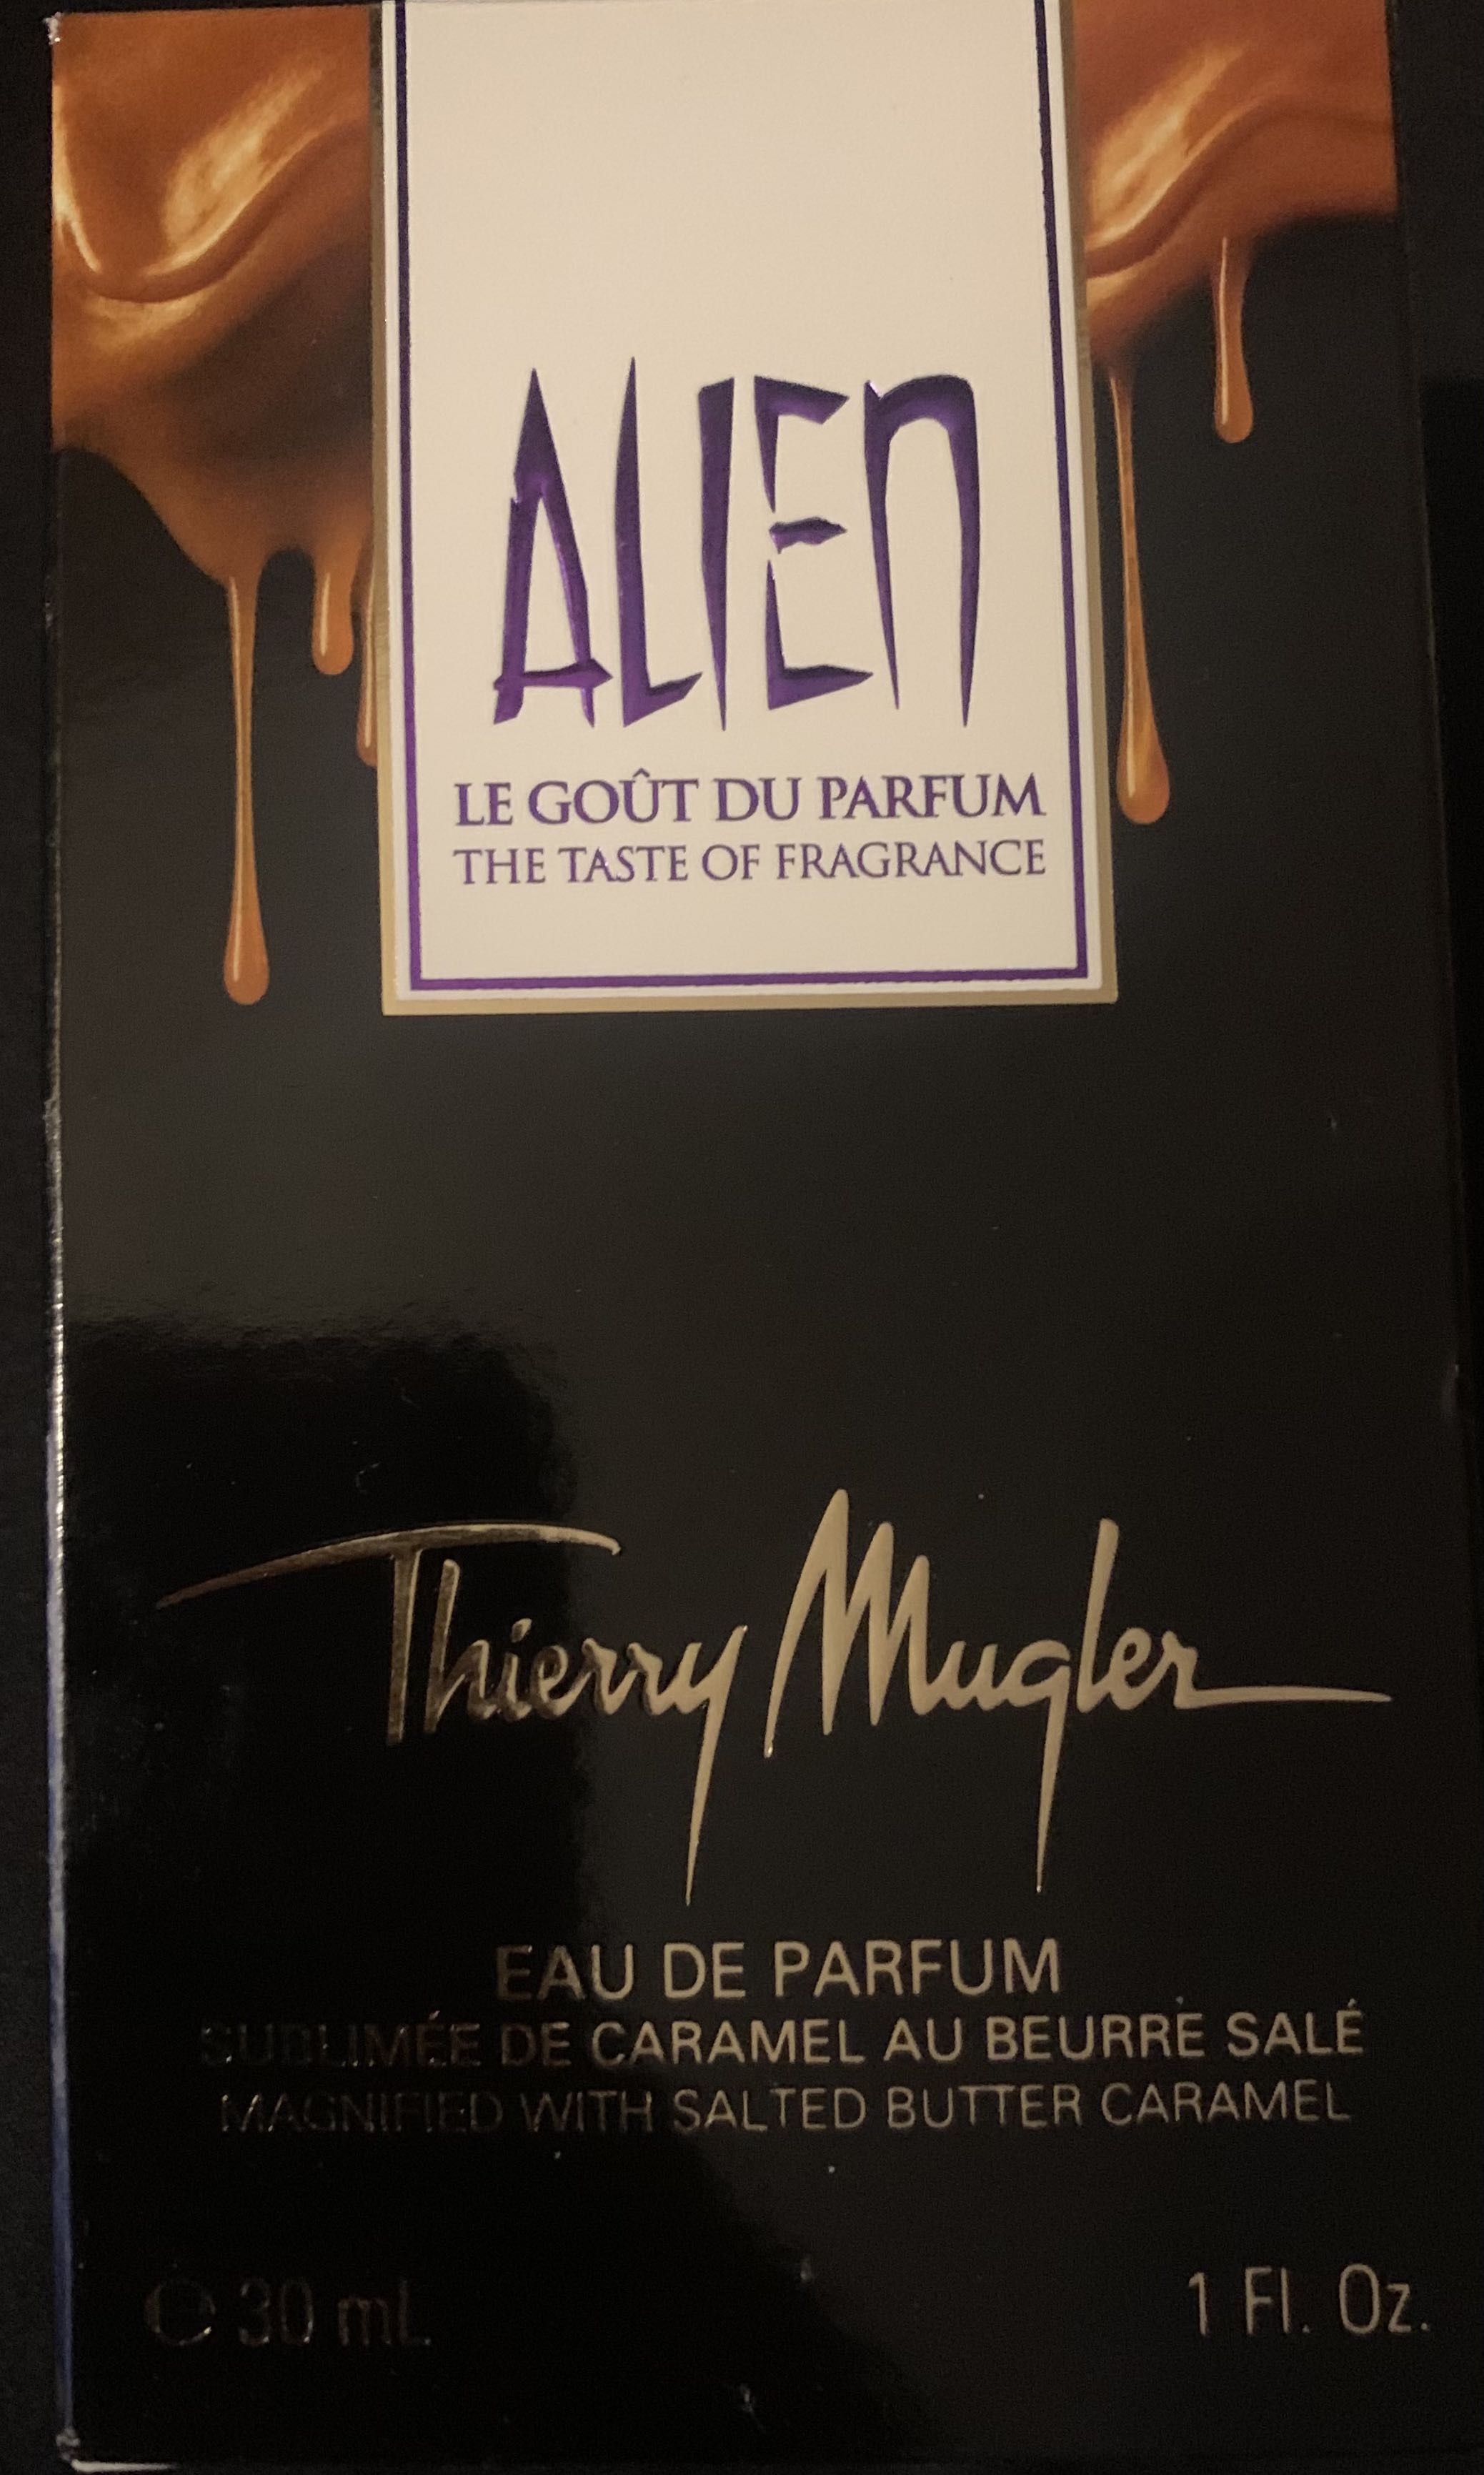 ALIEN
LE GOÛT DU PARFUM
THE TASTE OF FRAGRANCE
Thierry Mugler
EAU DE PARFUM
SUBLIMÉE DE CARAMEL AU BEURRE SALÉ
MAGNIFIED WITH SALTED BUTTER CARAMEL
℮ 30 mL 1 Fl. Oz.